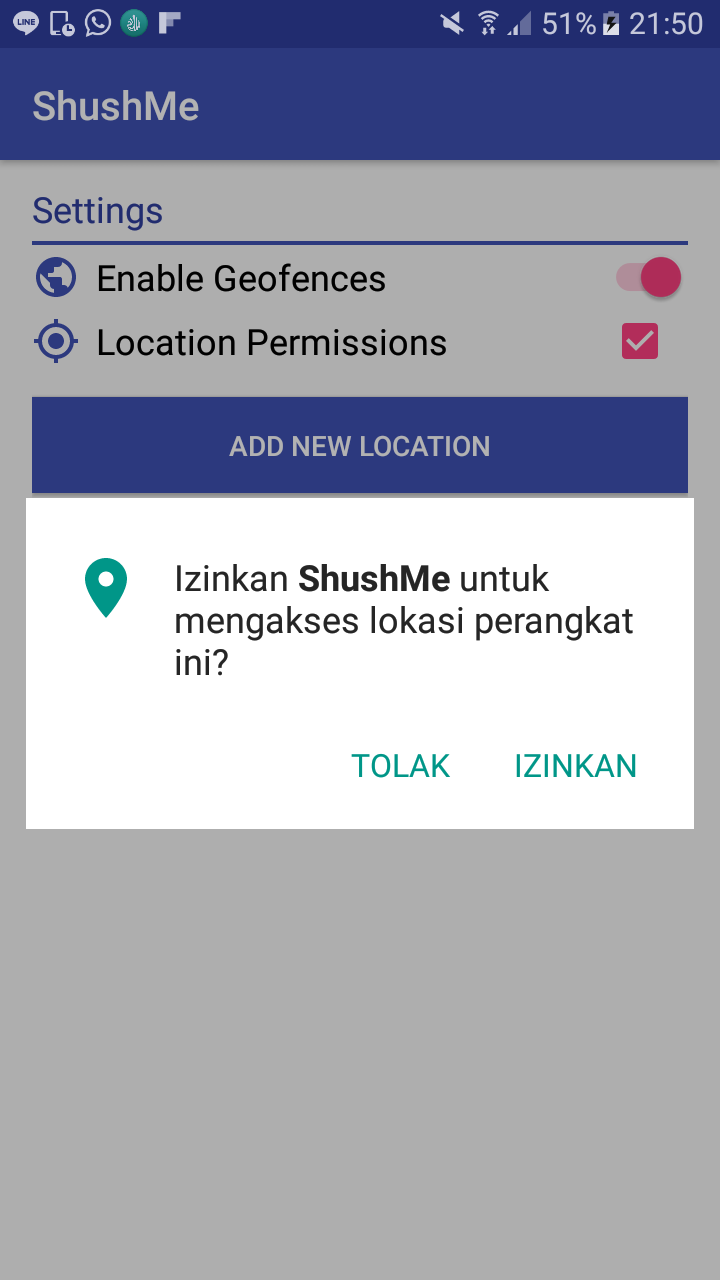 LINE
51% 21:50
ShushMe
Settings
Enable Geofences
Location Permissions
ADD NEW LOCATION
Izinkan ShushMe untuk
mengakses lokasi perangkat
ini?
TOLAK IZINKAN